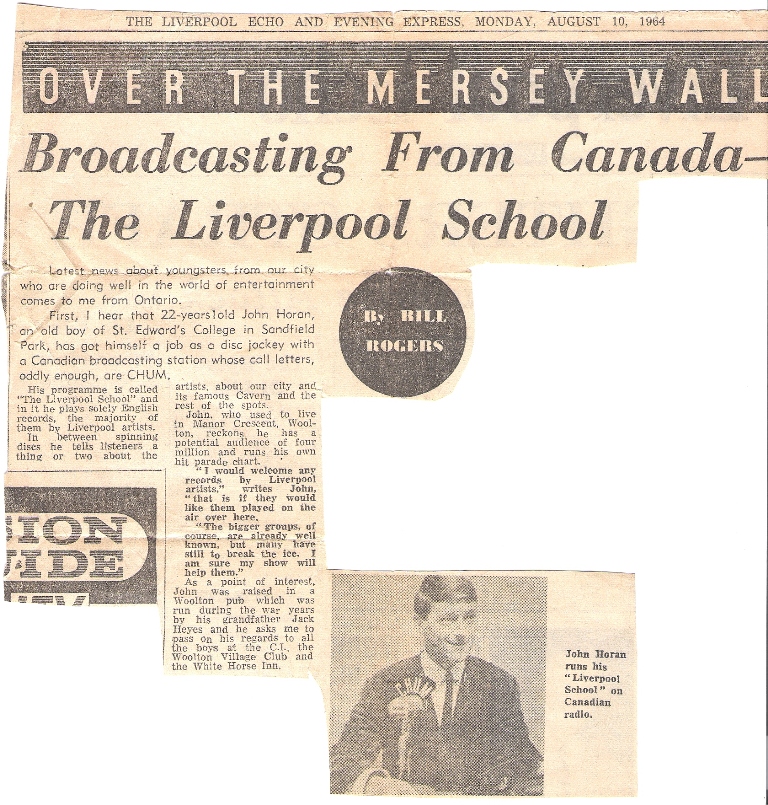 THE LIVERPOOL ECHO AND EVENING EXPRESS, MONDAY, AUGUST 10, 1964
OVER THE MERSEY WALL
Broadcasting From Canada—
The Liverpool School
Latest news about youngsters from our city
who are doing well in the world of entertainment
comes to me from Ontario.
First, I hear that 22-years-old John Horan,
an old boy of St. Edward's College in Sandfield
Park, has got himself a job as a disc jockey with
a Canadian broadcasting station whose call letters,
oddly enough, are CHUM.
By BILL
ROGERS
His programme is called
"The Liverpool School" and
in it he plays solely English
records, the majority of
them by Liverpool artists.
In between spinning
discs he tells listeners a
thing or two about the
artists, about our city and
its famous Cavern and the
rest of the spots.
John, who used to live
in Manor Crescent, Wool-
ton, reckons he has a
potential audience of four
million and runs his own
hit parade chart.
"I would welcome any
records by Liverpool
artists," writes John,
"that is if they would
like them played on the
air over here.
"The bigger groups, of
course, are already well
known, but many have
still to break the ice. I
am sure my show will
help them."
As a point of interest,
John was raised in a
Woolton pub which was
run during the war years
by his grandfather Jack
Heyes and he asks me to
pass on his regards to all
the boys at the C.I., the
Woolton Village Club and
the White Horse Inn.
SION
UIDE
CHUM
John Horan
runs his
"Liverpool
School" on
Canadian
radio.